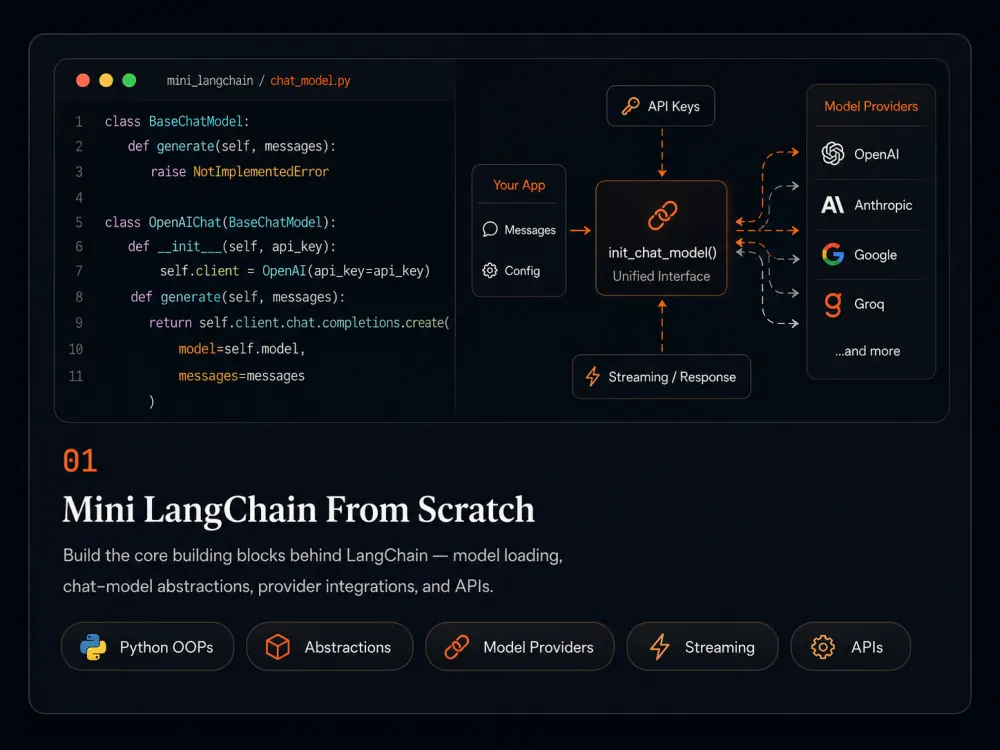 mini_langchain / chat_model.py
1 class BaseChatModel:
2 def generate(self, messages):
3 raise NotImplementedError
4
5 class OpenAIChat(BaseChatModel):
6 def __init___(self, api_key):
7 self.client = OpenAI(api_key=api_key)
8 def generate(self, messages):
9 return self.client.chat.completions.create(
10 model=self.model,
11 messages=messages
)
Your App
Messages
Config
API Keys
init_chat_model()
Unified Interface
Streaming / Response
Model Providers
OpenAI
Anthropic
Google
Groq
...and more
01
Mini LangChain From Scratch
Build the core building blocks behind LangChain — model loading,
chat-model abstractions, provider integrations, and APIs.
Python OOPs
Abstractions
Model Providers
Streaming
APIs